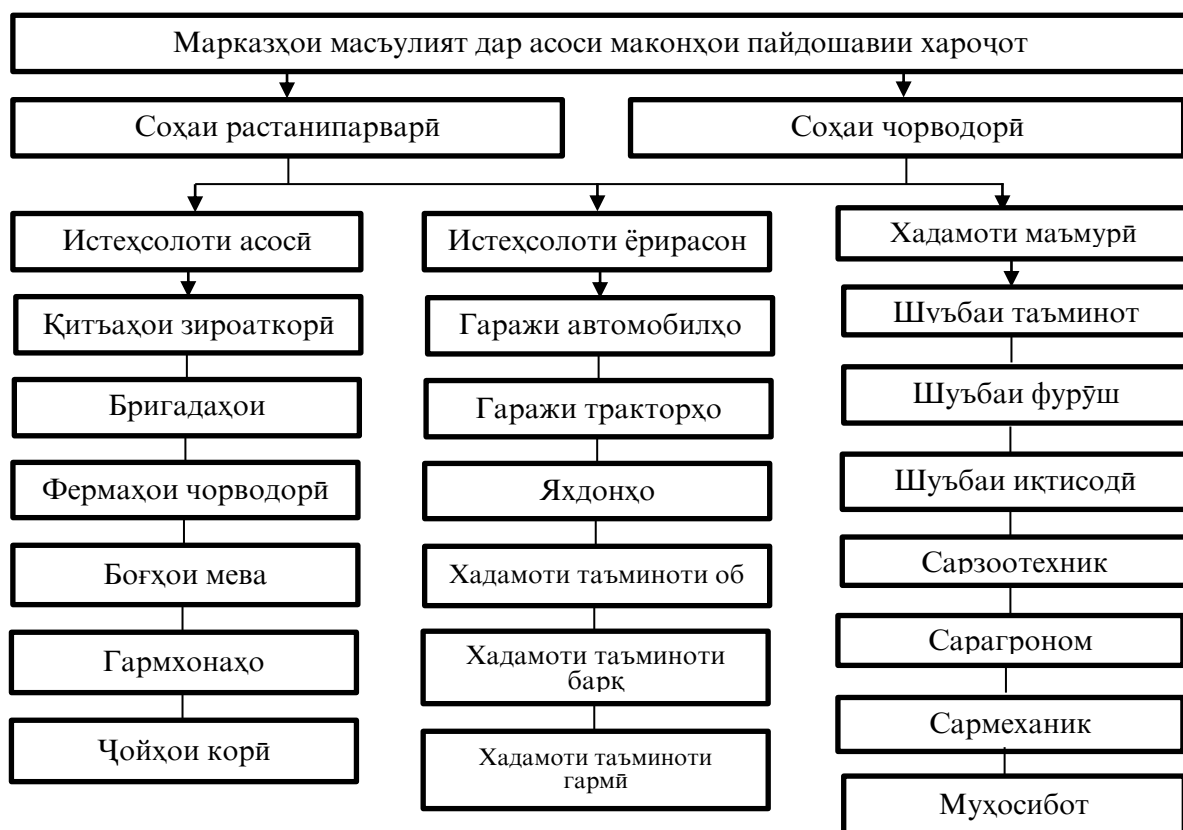 Марказҳои масъулият дар асоси маконҳои пайдошавии хароҷот
Соҳаи растанипарварӣ
Соҳаи чорводорӣ
Истеҳсолоти асосӣ
Қитъаҳои зироаткорӣ
Бригадаҳои
Фермаҳои чорводорӣ
Боғҳои мева
Гармхонаҳо
Ҷойҳои корӣ
Истеҳсолоти ёрирасон
Гаражи автомобилҳо
Гаражи тракторҳо
Яхдонҳо
Хадамоти таъминоти об
Хадамоти таъминоти
барқ
Хадамоти таъминоти
гармӣ
Хадамоти маъмурӣ
Шуъбаи таъминот
Шуъбаи фурӯш
Шуъбаи иқтисодӣ
Сарзоотехник
Сарагроном
Сармеханик
Муҳосибот